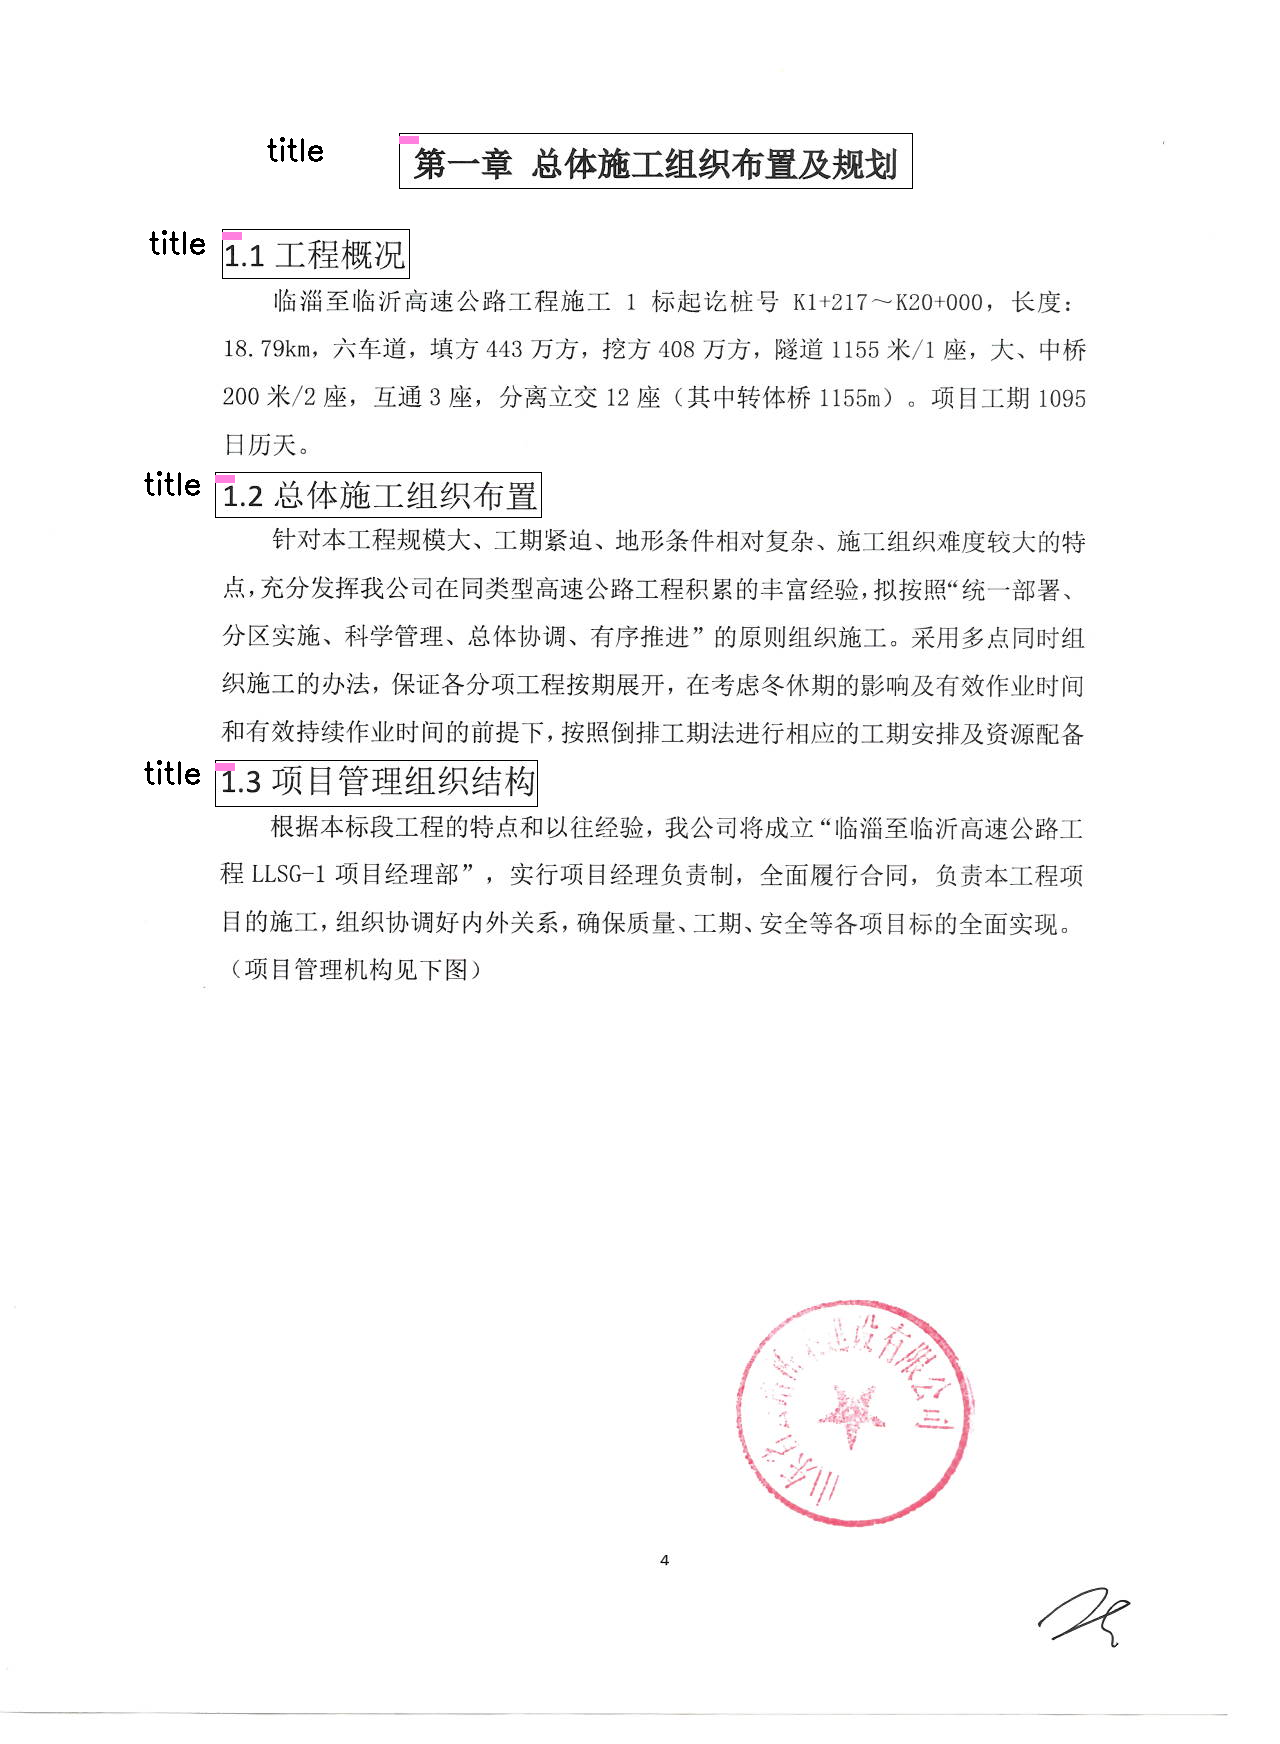 title
第一章 总体施工组织布置及规划
title
1.1 工程概况
临淄至临沂高速公路工程施工 1 标起讫桩号 K1+217～K20+000，长度：
18.79km，六车道，填方 443 万方，挖方 408 万方，隧道 1155 米/1 座，大、中桥
200 米/2 座，互通 3 座，分离立交 12 座（其中转体桥 1155m）。项目工期 1095
日历天。
title
1.2 总体施工组织布置
针对本工程规模大、工期紧迫、地形条件相对复杂、施工组织难度较大的特
点，充分发挥我公司在同类型高速公路工程积累的丰富经验，拟按照“统一部署、
分区实施、科学管理、总体协调、有序推进”的原则组织施工。采用多点同时组
织施工的办法，保证各分项工程按期展开，在考虑冬休期的影响及有效作业时间
和有效持续作业时间的前提下，按照倒排工期法进行相应的工期安排及资源配备
title
1.3 项目管理组织结构
根据本标段工程的特点和以往经验，我公司将成立“临淄至临沂高速公路工
程 LLSG-1 项目经理部”，实行项目经理负责制，全面履行合同，负责本工程项
目的施工，组织协调好内外关系，确保质量、工期、安全等各项目标的全面实现。
（项目管理机构见下图）
山东省 建设有限公司
4